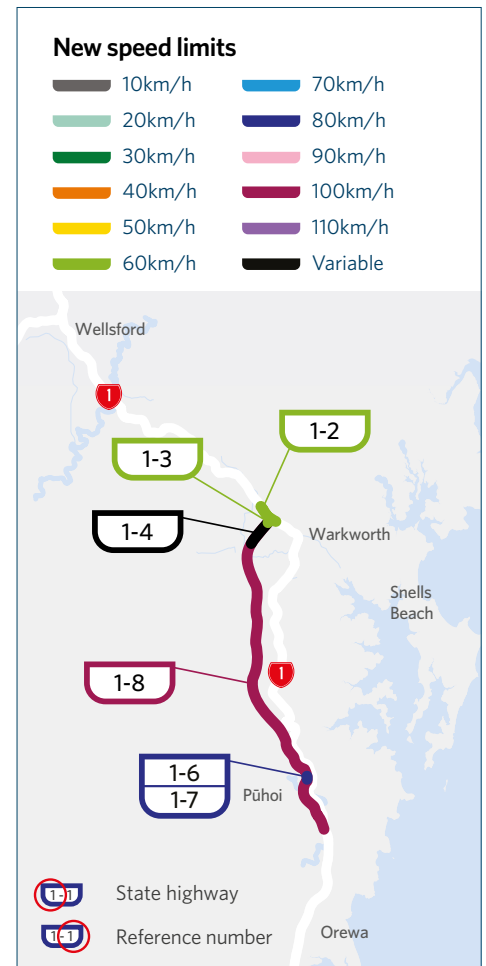 New speed limits
10km/h
20km/h
30km/h
40km/h
50km/h
60km/h
70km/h
80km/h
90km/h
100km/h
110km/h
Variable
Wellsford
1
1-2
1-3
1-4
Warkworth
Snells
Beach
1
1-8
1-6
1-7
Pūhoi
1-1
State highway
1-1
Reference number
Orewa